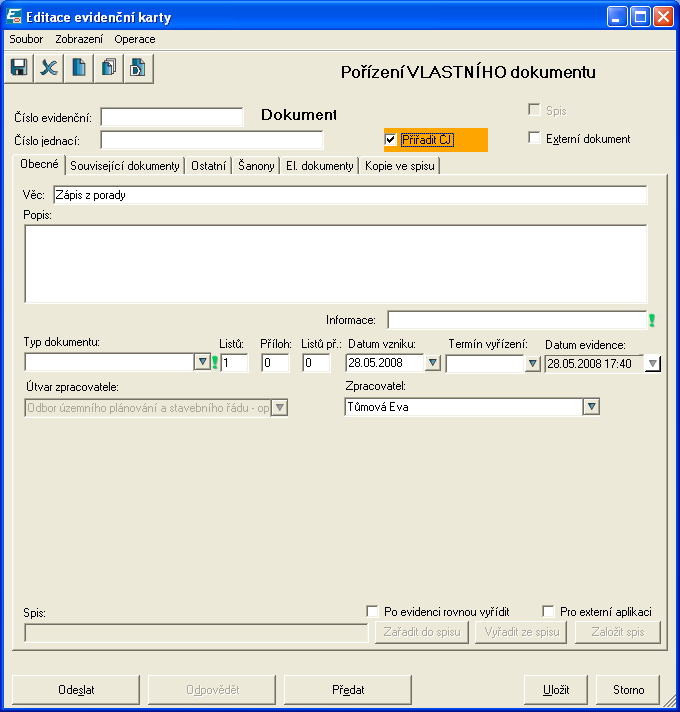 Editace evidenční karty
Soubor Zobrazení Operace
Pořízení VLASTNÍHO dokumentu
Číslo evidenční: Dokument Spis
Číslo jednací: Přiřadit ČJ Externí dokument
Obecné Související dokumenty Ostatní Šanony El. dokumenty Kopie ve spisu
Věc: Zápis z porady
Popis:
Informace: !
Typ dokumentu: Listů: Příloh: Listů př.: Datum vzniku: Termín vyřízení: Datum evidence:
! 1 0 0 28.05.2008 28.05.2008 17:40
Útvar zpracovatele: Zpracovatel:
Odbor územního plánování a stavebního řádu - op Tůmová Eva
Po evidenci rovnou vyřídit Pro externí aplikaci
Spis: Zařadit do spisu Vyřadit ze spisu Založit spis
Odeslat Odpovědět Předat Uložit Storno